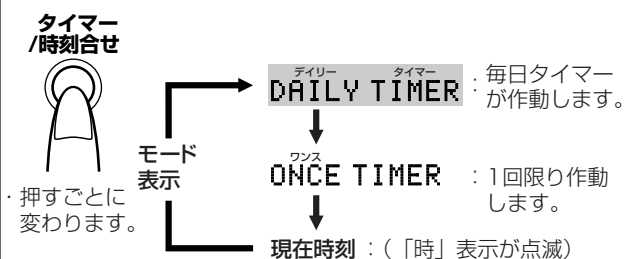 タイマー
/時刻合せ
・押すごとに
変わります。
モード
表示
デイリー タイマー
DAILY TIMER
：毎日タイマー
が作動します。
ワンス
ONCE TIMER
：1回限り作動
します。
現在時刻：（「時」表示が点滅）